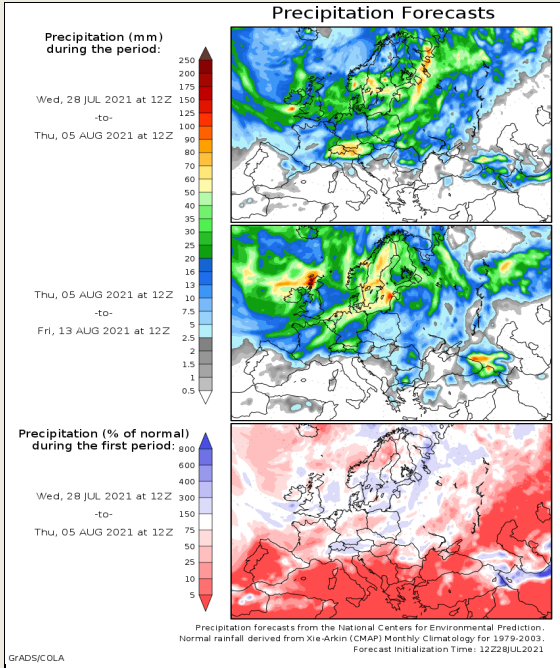 Precipitation Forecasts
Precipitation (mm)
during the period:
250
200
175
150
125
100
90
80
70
60
50
40
35
30
25
20
16
13
10
7.5
5
2.5
2
1.5
1
0.5
Wed, 28 JUL 2021 at 12Z
-to-
Thu, 05 AUG 2021 at 12Z
Thu, 05 AUG 2021 at 12Z
-to-
Fri, 13 AUG 2021 at 12Z
Precipitation (% of normal)
during the first period:
800
600
400
300
150
75
50
25
10
5
Wed, 28 JUL 2021 at 12Z
-to-
Thu, 05 AUG 2021 at 12Z
Precipitation forecasts from the National Centers for Environmental Prediction.
Normal rainfall derived from Xie-Arkin (CMAP) Monthly Climatology for 1979-2003.
Forecast Initialization Time: 12Z28JUL2021
GrADS/COLA